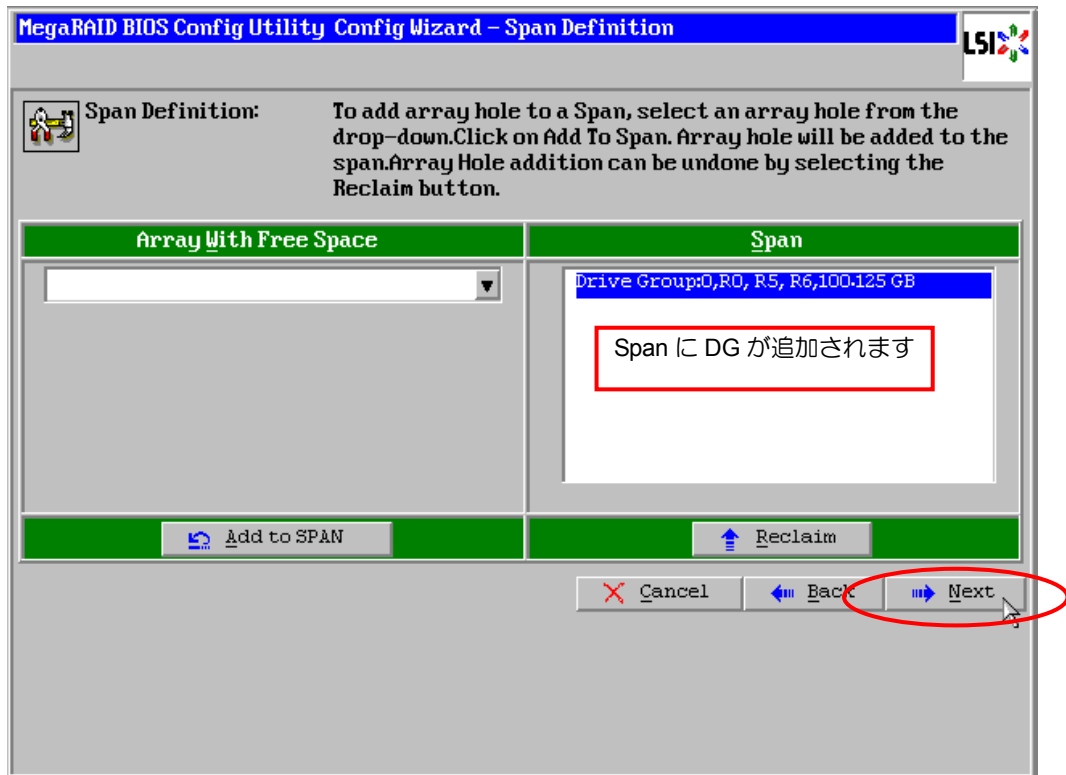 MegaRAID BIOS Config Utility Config Wizard – Span Definition
LSI
Span Definition:
To add array hole to a Span, select an array hole from the
drop-down.Click on Add To Span. Array hole will be added to the
span.Array Hole addition can be undone by selecting the
Reclaim button.
Array With Free Space
Span
Drive Group:0,R0, R5, R6,100.125 GB
Span に DG が追加されます
Add to SPAN
Reclaim
Cancel
Back
Next